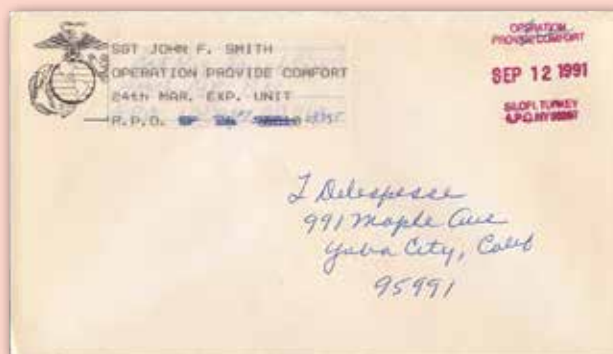 SGT JOHN F. SMITH
OPERATION PROVIDE COMFORT
24th MAR. EXP. UNIT
OPERATION
PROVIDE COMFORT
SEP 12 1991
SILOPI, TURKEY
A.P.O. NY
991 Maple Ave
Yuba City, Calif
95991